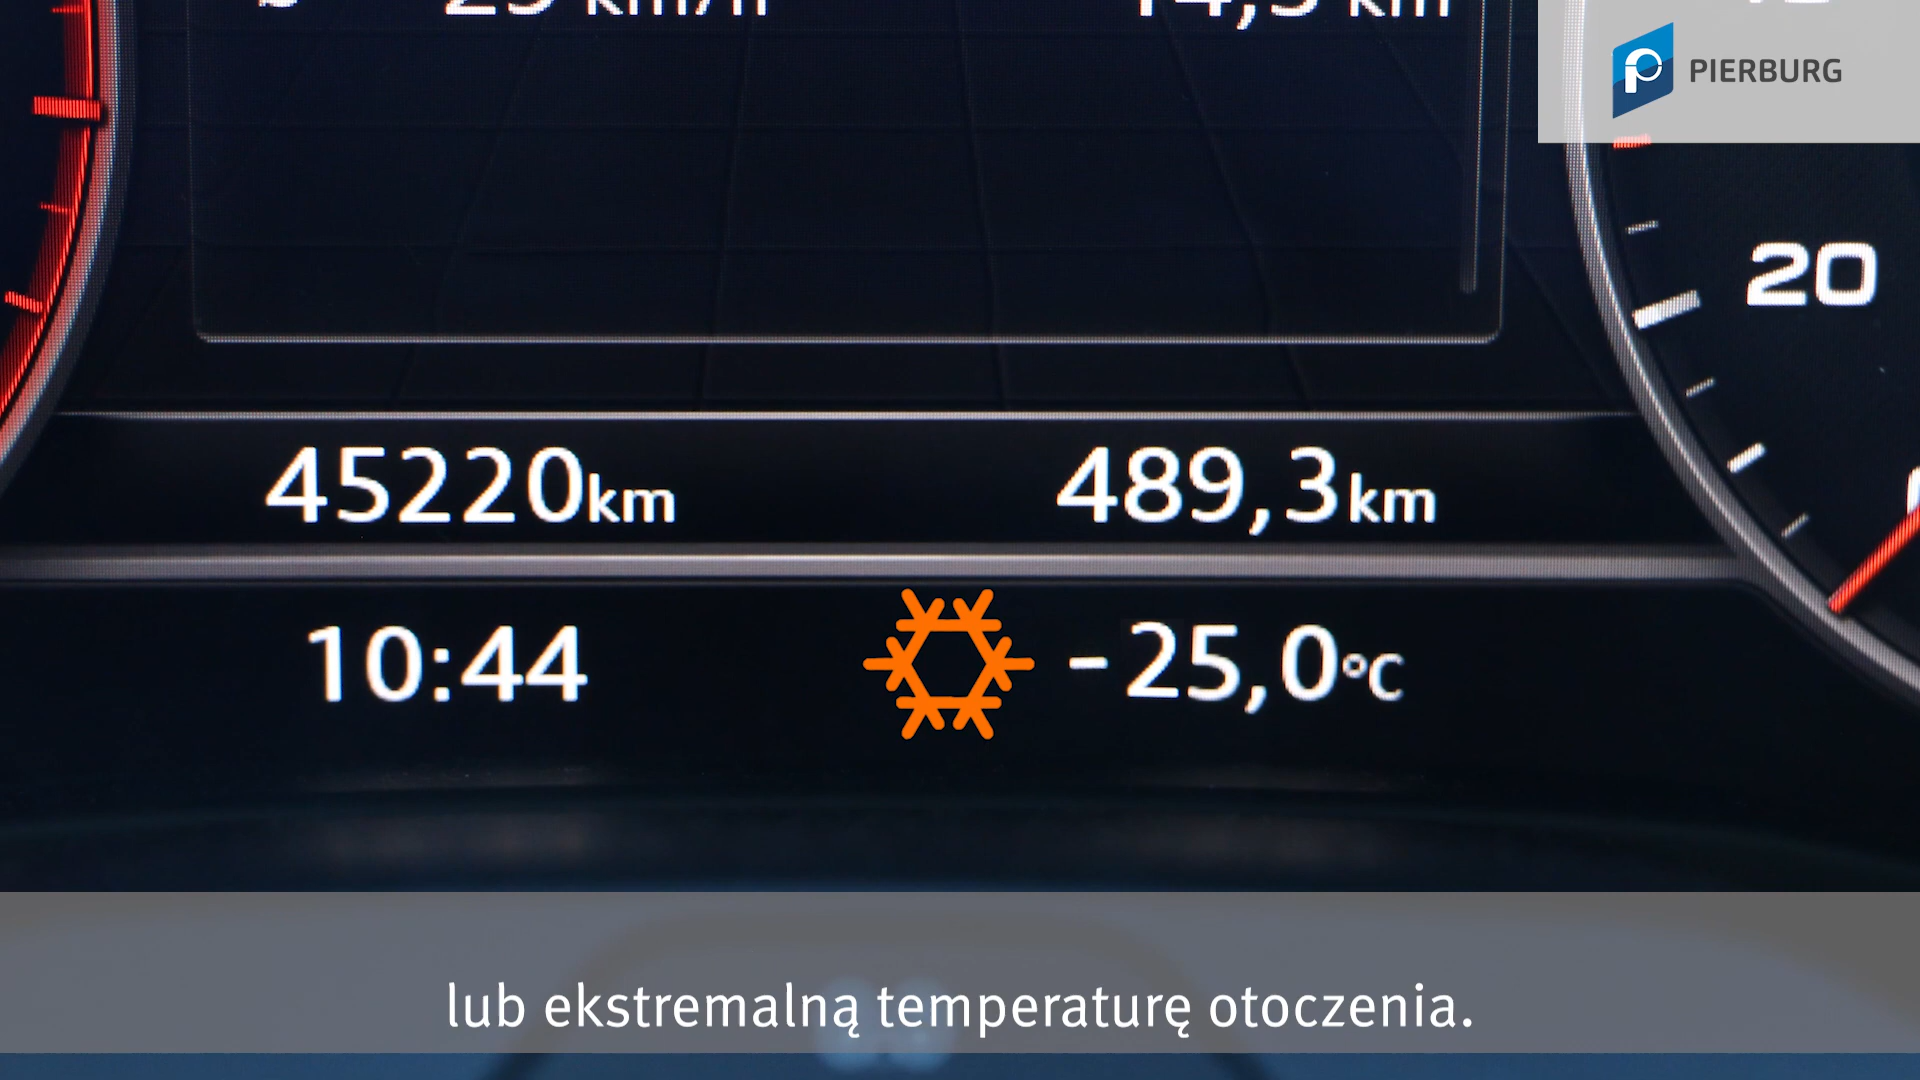 PIERBURG
20
45220km 489,3km
10:44 -25,0°C
lub ekstremalną temperaturę otoczenia.